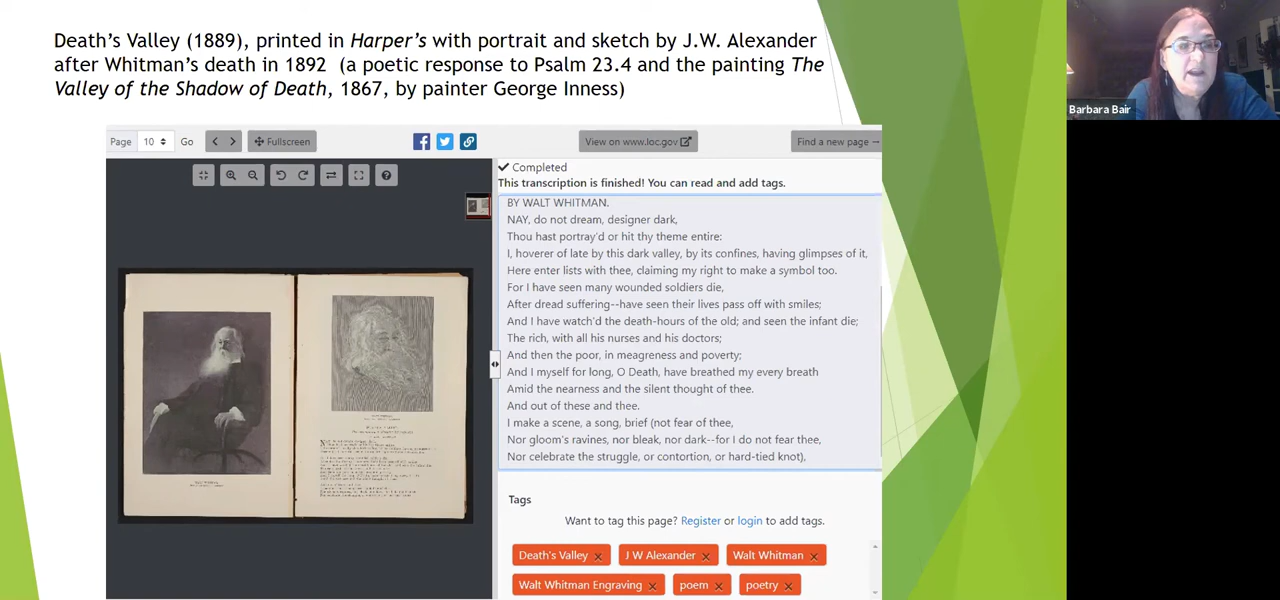 Death's Valley (1889), printed in Harper's with portrait and sketch by J.W. Alexander
after Whitman's death in 1892 (a poetic response to Psalm 23.4 and the painting The
Valley of the Shadow of Death, 1867, by painter George Inness)
Barbara Bair
Page 10 Go Fullscreen View on www.loc.gov Find a new page
Completed
This transcription is finished! You can read and add tags.
BY WALT WHITMAN.
NAY, do not dream, designer dark,
Thou hast portray'd or hit thy theme entire:
I, hoverer of late by this dark valley, by its confines, having glimpses of it,
Here enter lists with thee, claiming my right to make a symbol too.
For I have seen many wounded soldiers die,
After dread suffering--have seen their lives pass off with smiles;
And I have watch'd the death-hours of the old; and seen the infant die;
The rich, with all his nurses and his doctors;
And then the poor, in meagreness and poverty;
And I myself for long, O Death, have breathed my every breath
Amid the nearness and the silent thought of thee.
And out of these and thee.
I make a scene, a song, brief (not fear of thee,
Nor gloom's ravines, nor bleak, nor dark--for I do not fear thee,
Nor celebrate the struggle, or contortion, or hard-tied knot),
Tags
Want to tag this page? Register or login to add tags.
Death's Valley × J W Alexander × Walt Whitman ×
Walt Whitman Engraving × poem × poetry ×